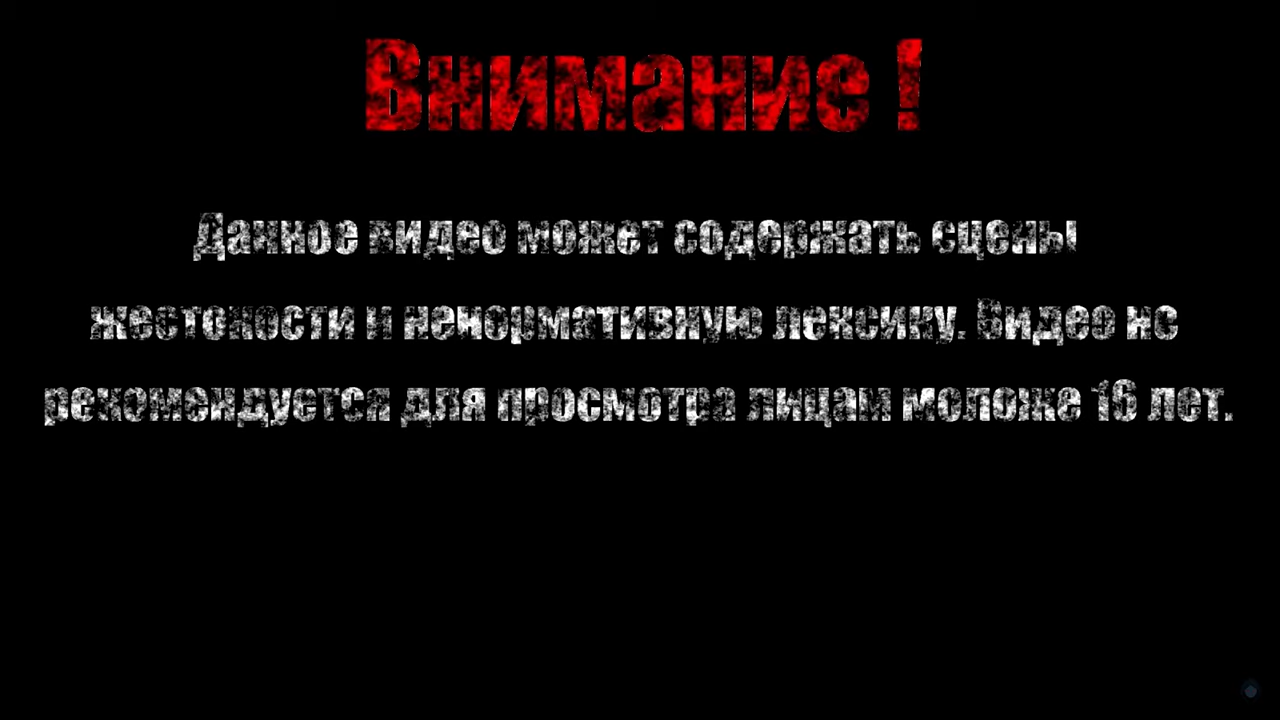 Внимание !
Данное видео может содержать сцены
жестокости и ненормативную лексику. Видео не
рекомендуется для просмотра лицам моложе 16 лет.